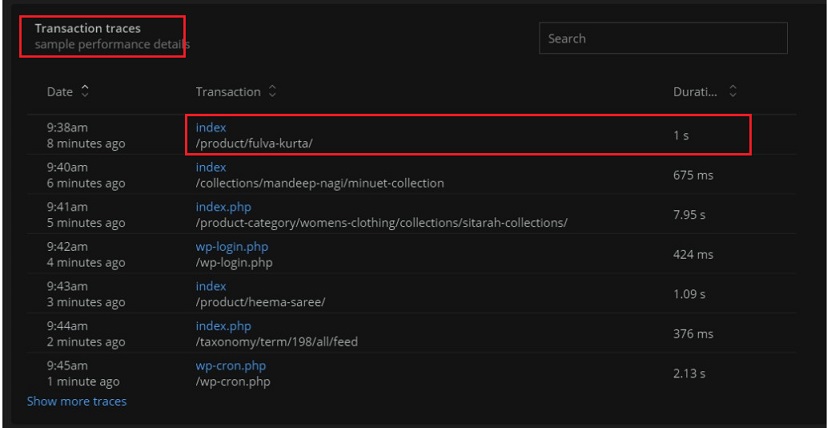 Transaction traces
sample performance details
Search
Date Transaction Durati...
9:38am index
8 minutes ago /product/fulva-kurta/ 1 s
9:40am index
6 minutes ago /collections/mandeep-nagi/minuet-collection 675 ms
9:41am index.php
5 minutes ago /product-category/womens-clothing/collections/sitarah-collections/ 7.95 s
9:42am wp-login.php
4 minutes ago /wp-login.php 424 ms
9:43am index
3 minutes ago /product/heema-saree/ 1.09 s
9:44am index.php
2 minutes ago /taxonomy/term/198/all/feed 376 ms
9:45am wp-cron.php
1 minute ago /wp-cron.php 2.13 s
Show more traces